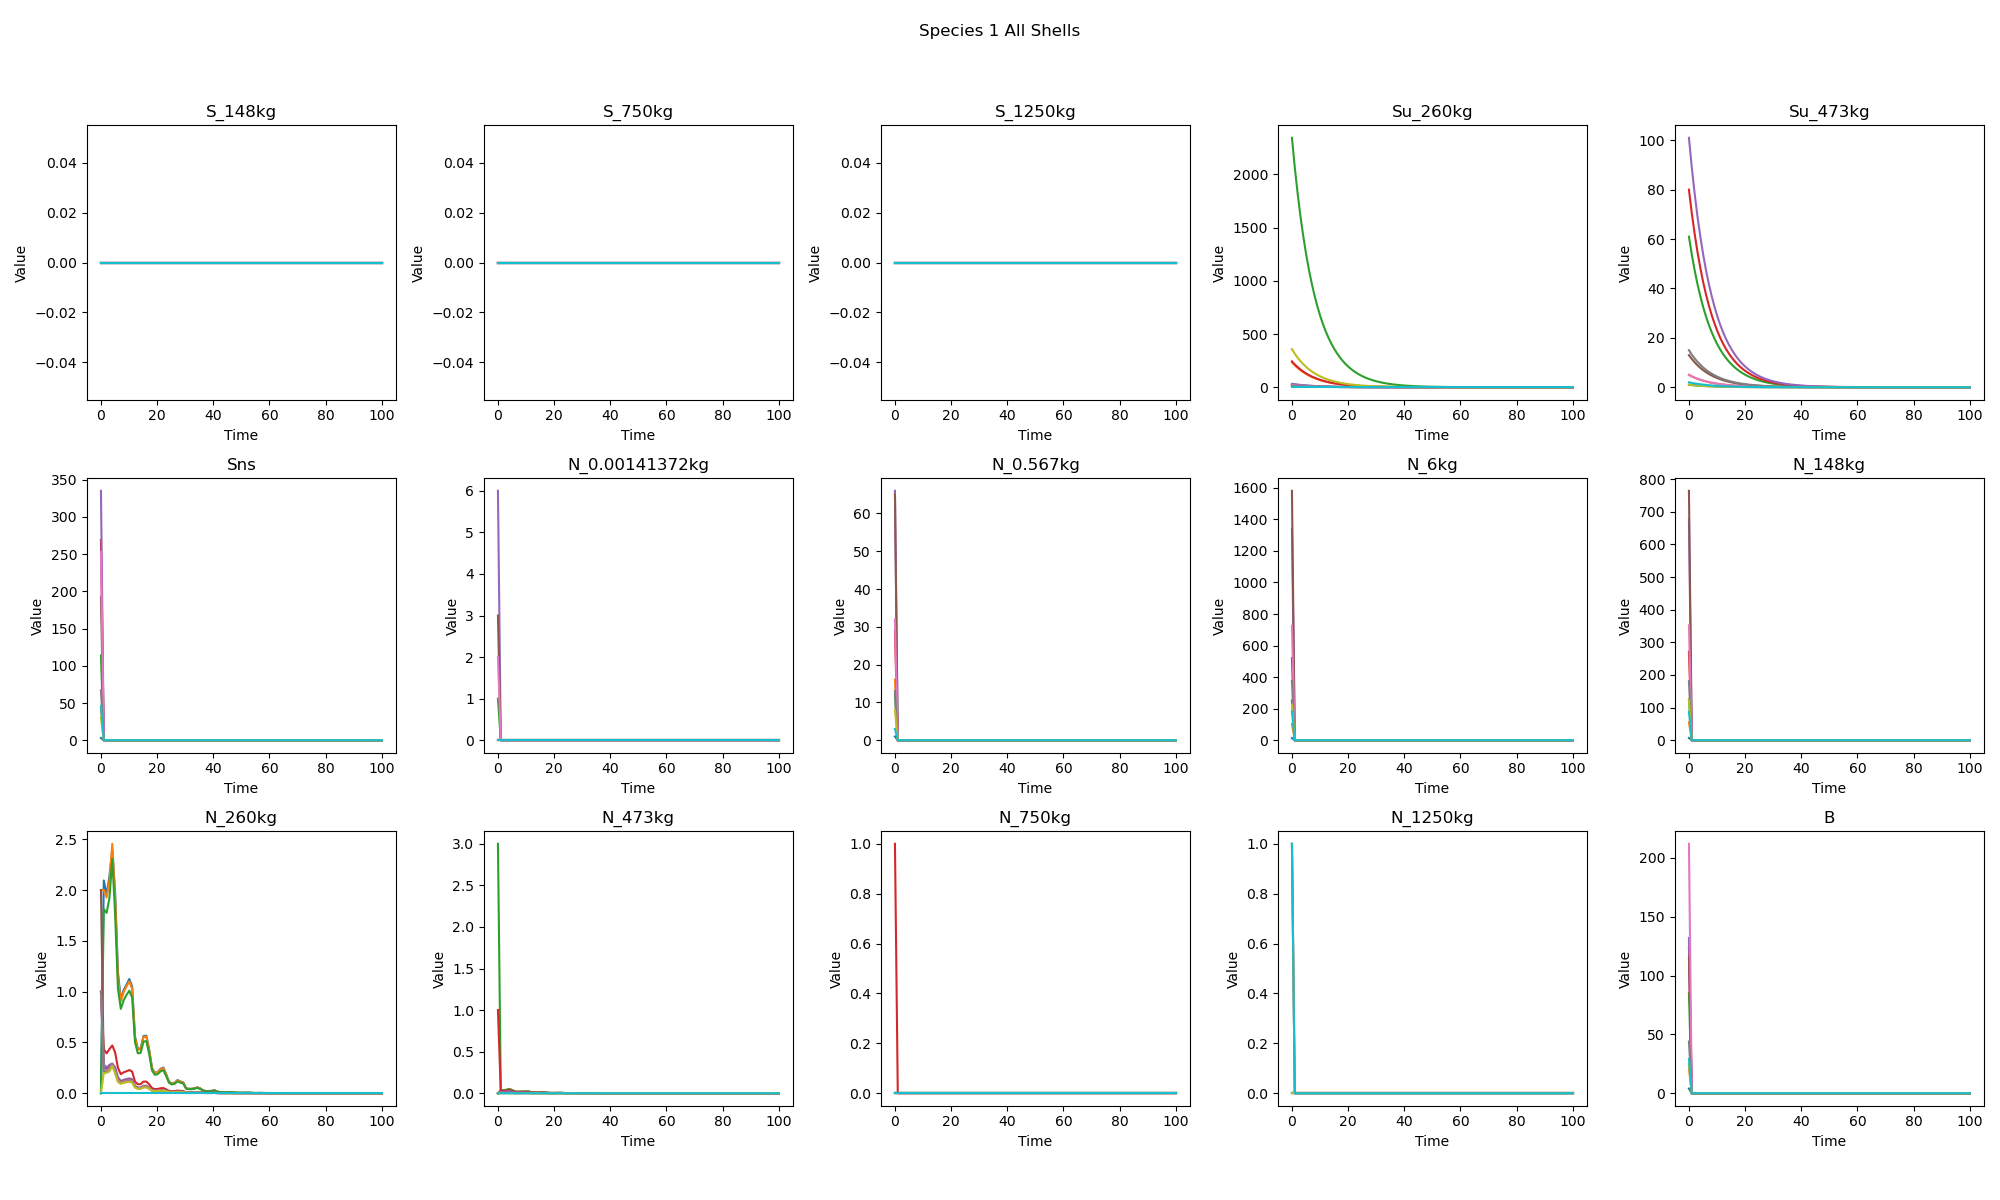 Species 1 All Shells
S_148kg S_750kg S_1250kg Su_260kg Su_473kg
Value
0.04
0.02
0.00
−0.02
−0.04
0 20 40 60 80 100
Time
Value
0.04
0.02
0.00
−0.02
−0.04
0 20 40 60 80 100
Time
Value
0.04
0.02
0.00
−0.02
−0.04
0 20 40 60 80 100
Time
Value
2000
1500
1000
500
0
0 20 40 60 80 100
Time
Value
100
80
60
40
20
0
0 20 40 60 80 100
Time
Sns N_0.00141372kg N_0.567kg N_6kg N_148kg
Value
350
300
250
200
150
100
50
0
0 20 40 60 80 100
Time
Value
6
5
4
3
2
1
0
0 20 40 60 80 100
Time
Value
60
50
40
30
20
10
0
0 20 40 60 80 100
Time
Value
1600
1400
1200
1000
800
600
400
200
0
0 20 40 60 80 100
Time
Value
800
700
600
500
400
300
200
100
0
0 20 40 60 80 100
Time
N_260kg N_473kg N_750kg N_1250kg B
Value
2.5
2.0
1.5
1.0
0.5
0.0
0 20 40 60 80 100
Time
Value
3.0
2.5
2.0
1.5
1.0
0.5
0.0
0 20 40 60 80 100
Time
Value
1.0
0.8
0.6
0.4
0.2
0.0
0 20 40 60 80 100
Time
Value
1.0
0.8
0.6
0.4
0.2
0.0
0 20 40 60 80 100
Time
Value
200
150
100
50
0
0 20 40 60 80 100
Time